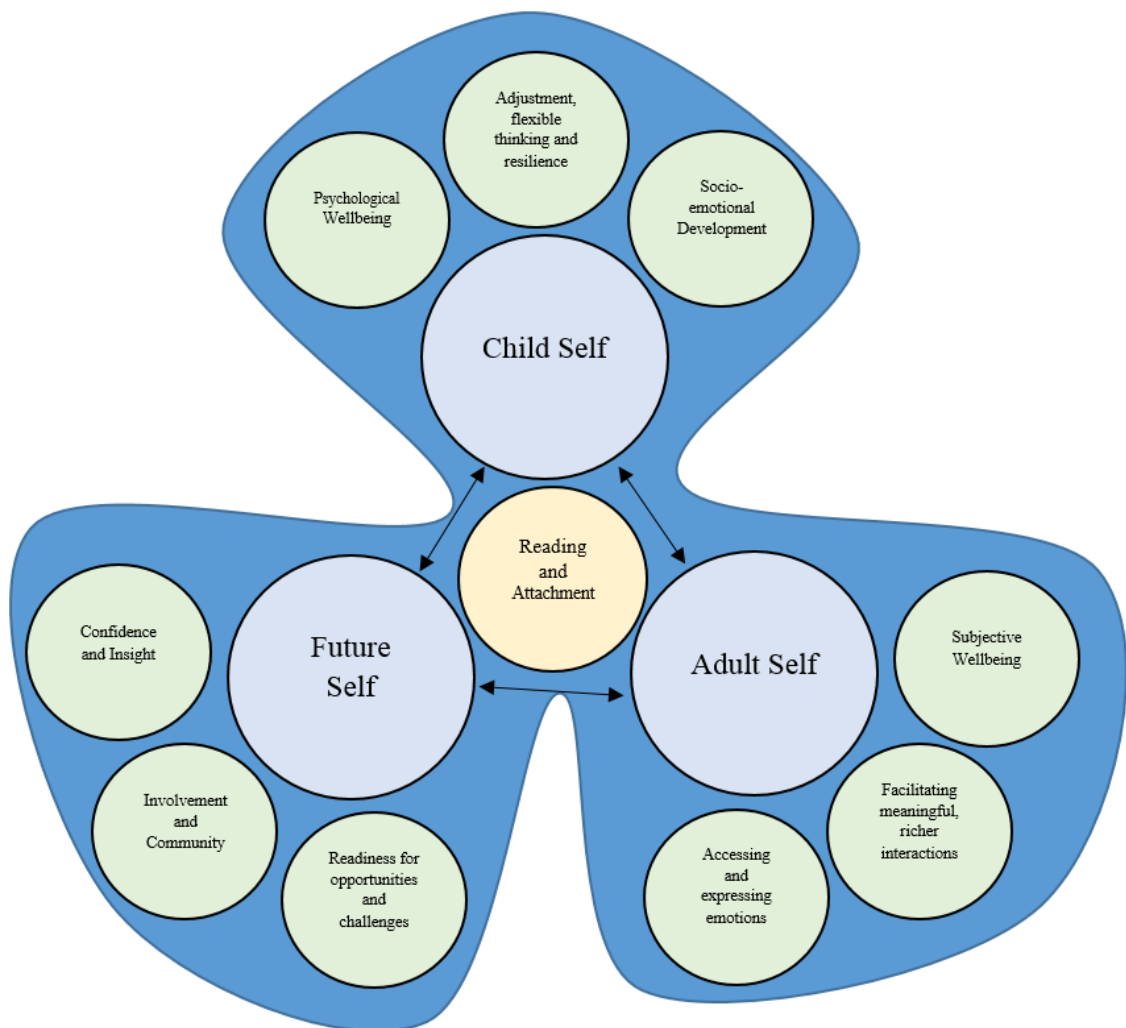 Adjustment,
flexible
thinking and
resilience
Psychological
Wellbeing
Socio-
emotional
Development
Child Self
Reading
and
Attachment
Confidence
and Insight
Future
Self
Adult Self
Subjective
Wellbeing
Involvement
and
Community
Facilitating
meaningful,
richer
interactions
Readiness for
opportunities
and
challenges
Accessing
and
expressing
emotions